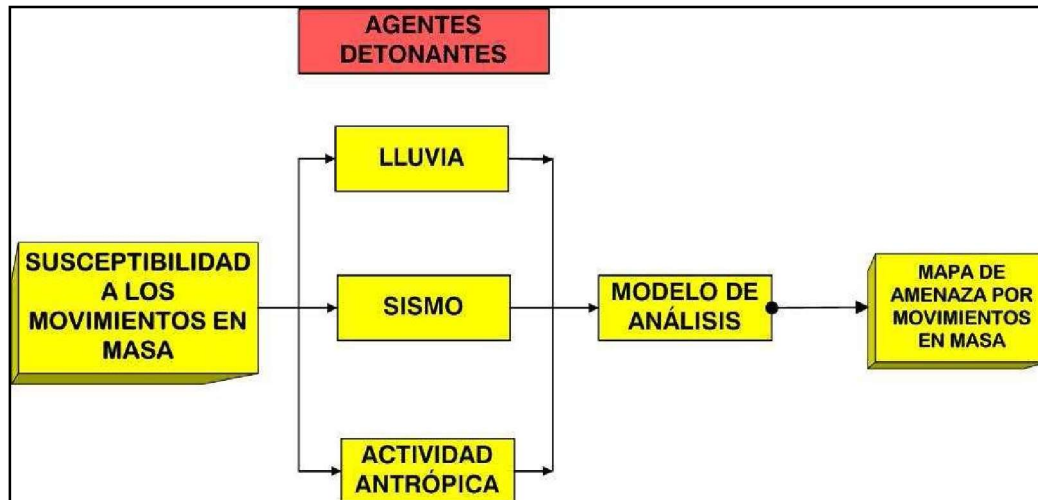 AGENTES
DETONANTES
LLUVIA
SUSCEPTIBILIDAD
A LOS
MOVIMIENTOS EN
MASA
SISMO
MODELO DE
ANÁLISIS
MAPA DE
AMENAZA POR
MOVIMIENTOS
EN MASA
ACTIVIDAD
ANTRÓPICA